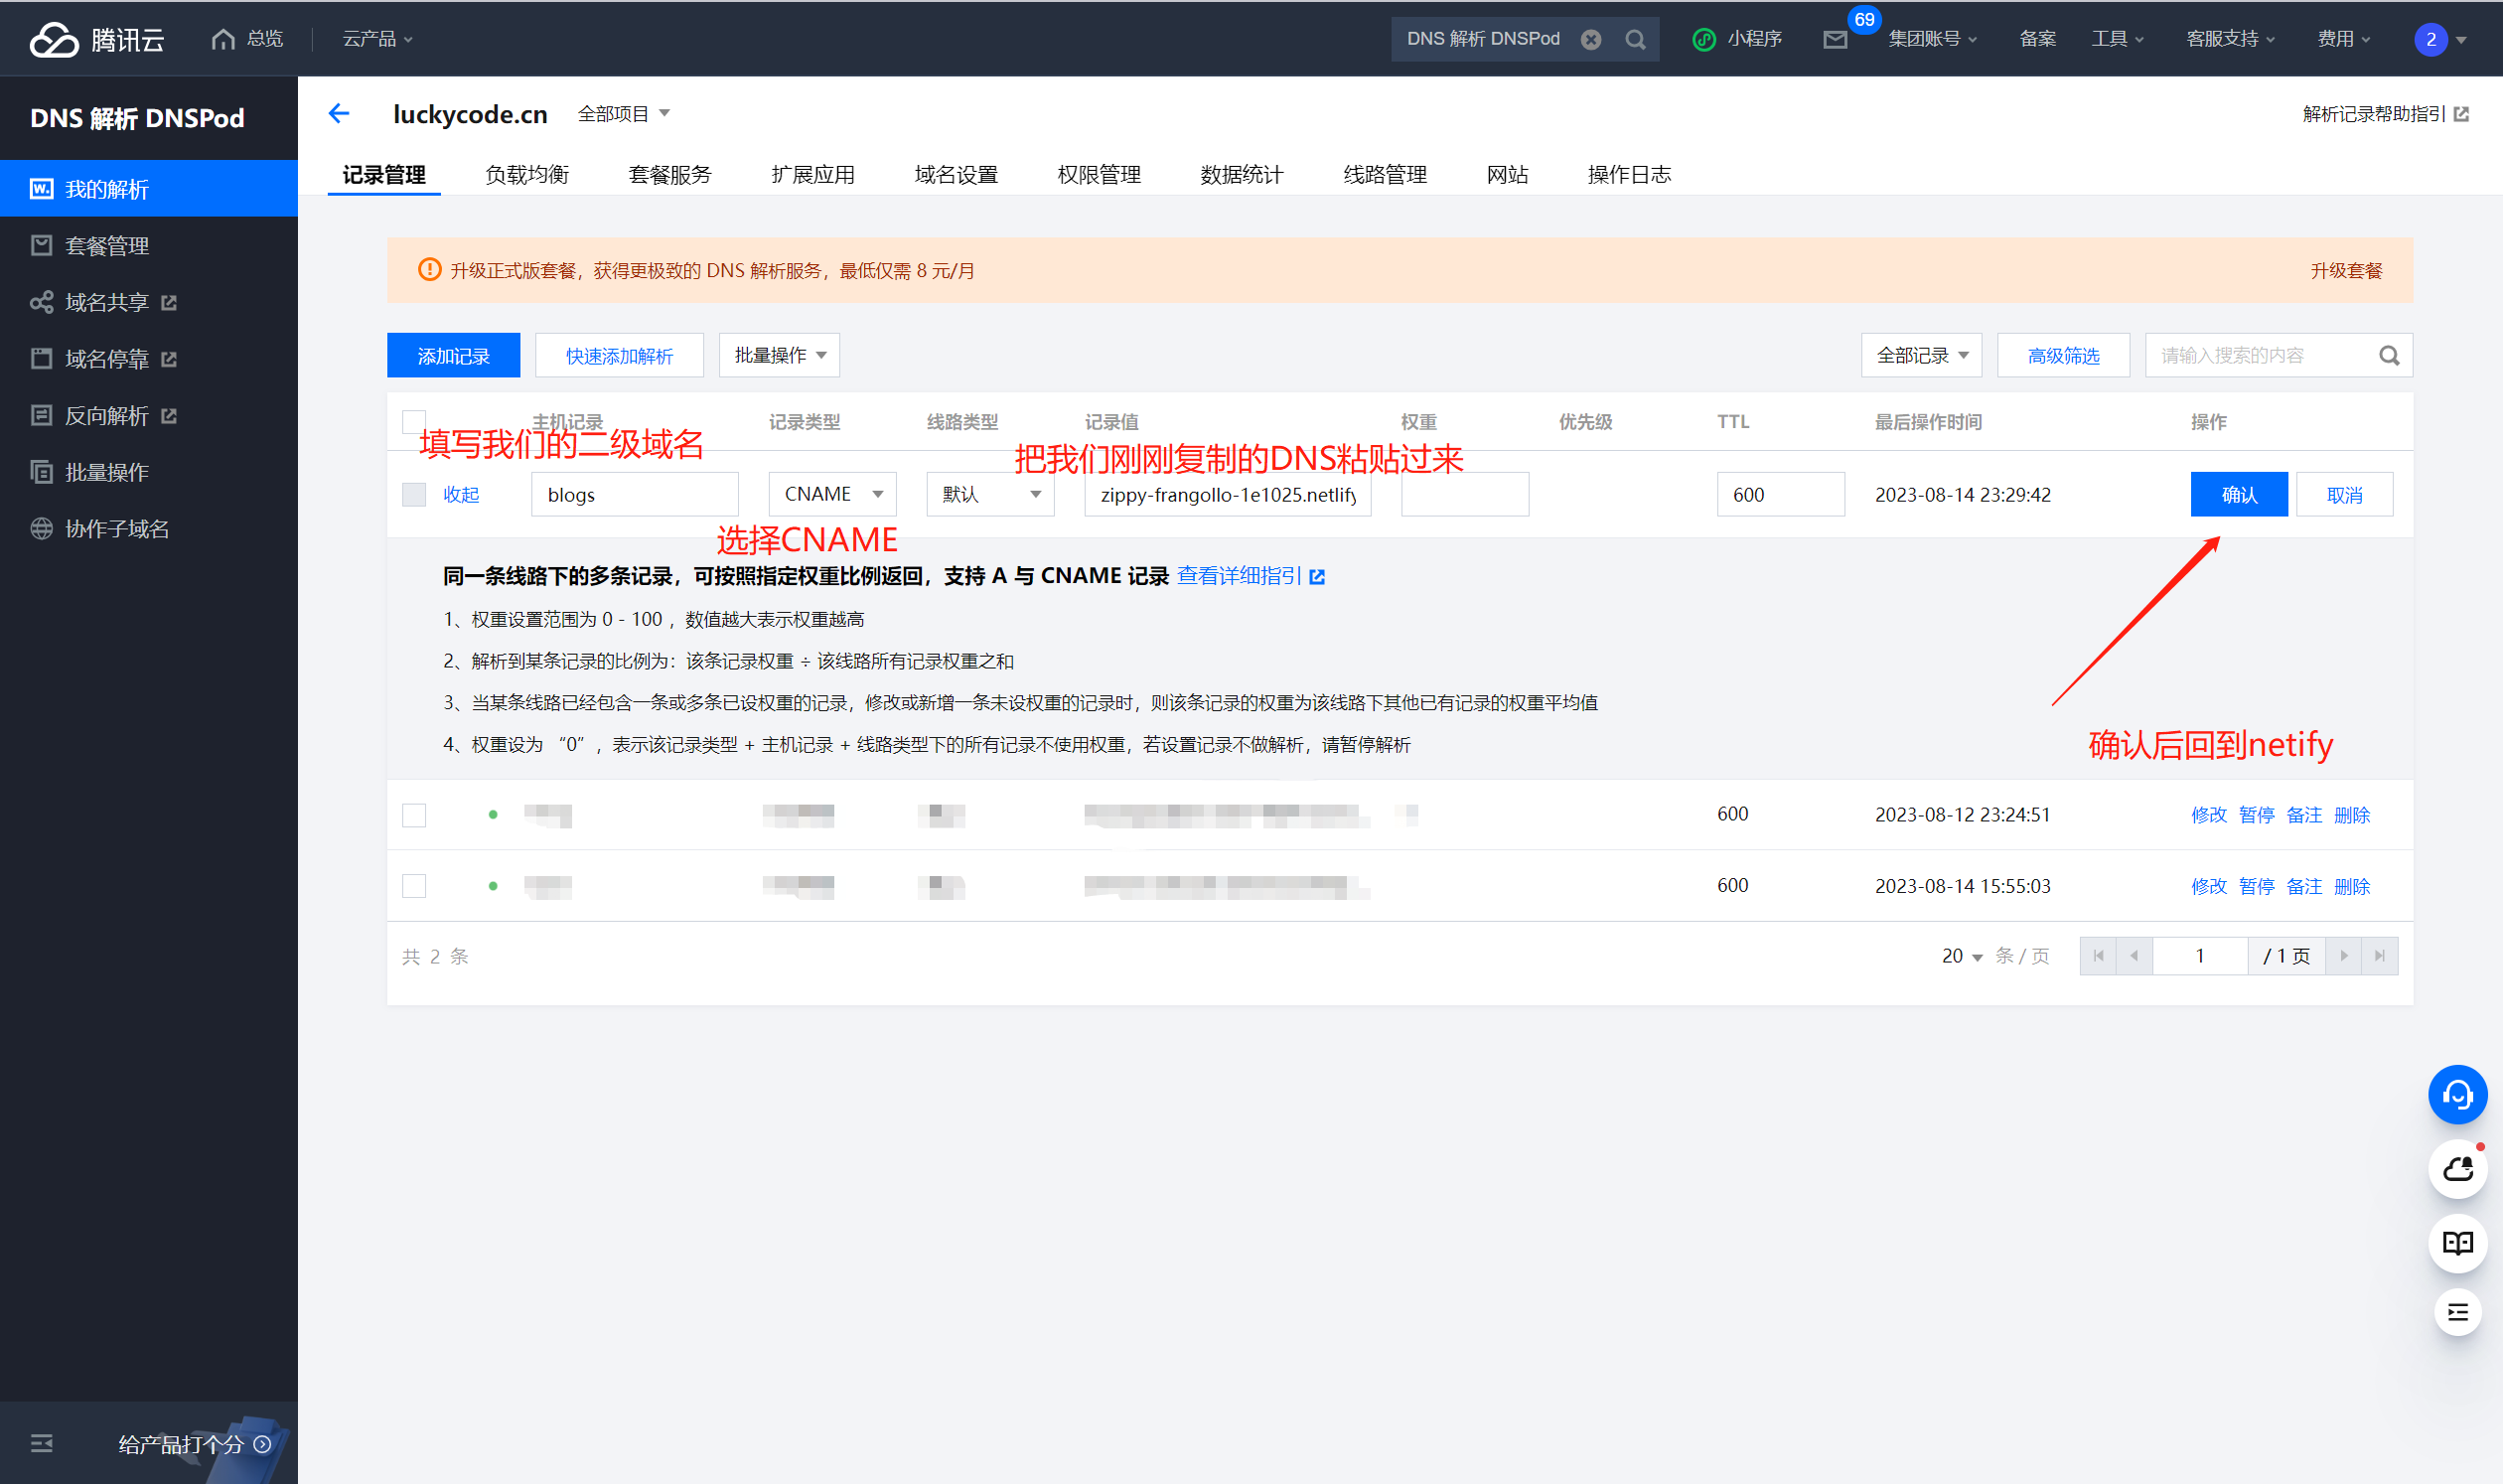 腾讯云 总览 云产品 DNS 解析 DNSPod 小程序 69 集团账号 备案 工具 客服支持 费用 2
DNS 解析 DNSPod
我的解析
套餐管理
域名共享
域名停靠
反向解析
批量操作
协作子域名
给产品打个分
luckycode.cn 全部项目 解析记录帮助指引
记录管理 负载均衡 套餐服务 扩展应用 域名设置 权限管理 数据统计 线路管理 网站 操作日志
升级正式版套餐，获得更极致的 DNS 解析服务，最低仅需 8 元/月 升级套餐
添加记录 快速添加解析 批量操作 全部记录 高级筛选 请输入搜索的内容
主机记录 记录类型 线路类型 记录值 权重 优先级 TTL 最后操作时间 操作
填写我们的二级域名 把我们刚刚复制的DNS粘贴过来
收起 blogs CNAME 默认 zippy-frangollo-1e1025.netlify 600 2023-08-14 23:29:42 确认 取消
选择CNAME
同一条线路下的多条记录，可按照指定权重比例返回，支持 A 与 CNAME 记录 查看详细指引
1、权重设置范围为 0 - 100 ，数值越大表示权重越高
2、解析到某条记录的比例为：该条记录权重 ÷ 该线路所有记录权重之和
3、当某条线路已经包含一条或多条已设权重的记录，修改或新增一条未设权重的记录时，则该条记录的权重为该线路下其他已有记录的权重平均值
4、权重设为 “0”，表示该记录类型 + 主机记录 + 线路类型下的所有记录不使用权重，若设置记录不做解析，请暂停解析
确认后回到netify
600 2023-08-12 23:24:51 修改 暂停 备注 删除
600 2023-08-14 15:55:03 修改 暂停 备注 删除
共 2 条 20 条 / 页 1 / 1 页